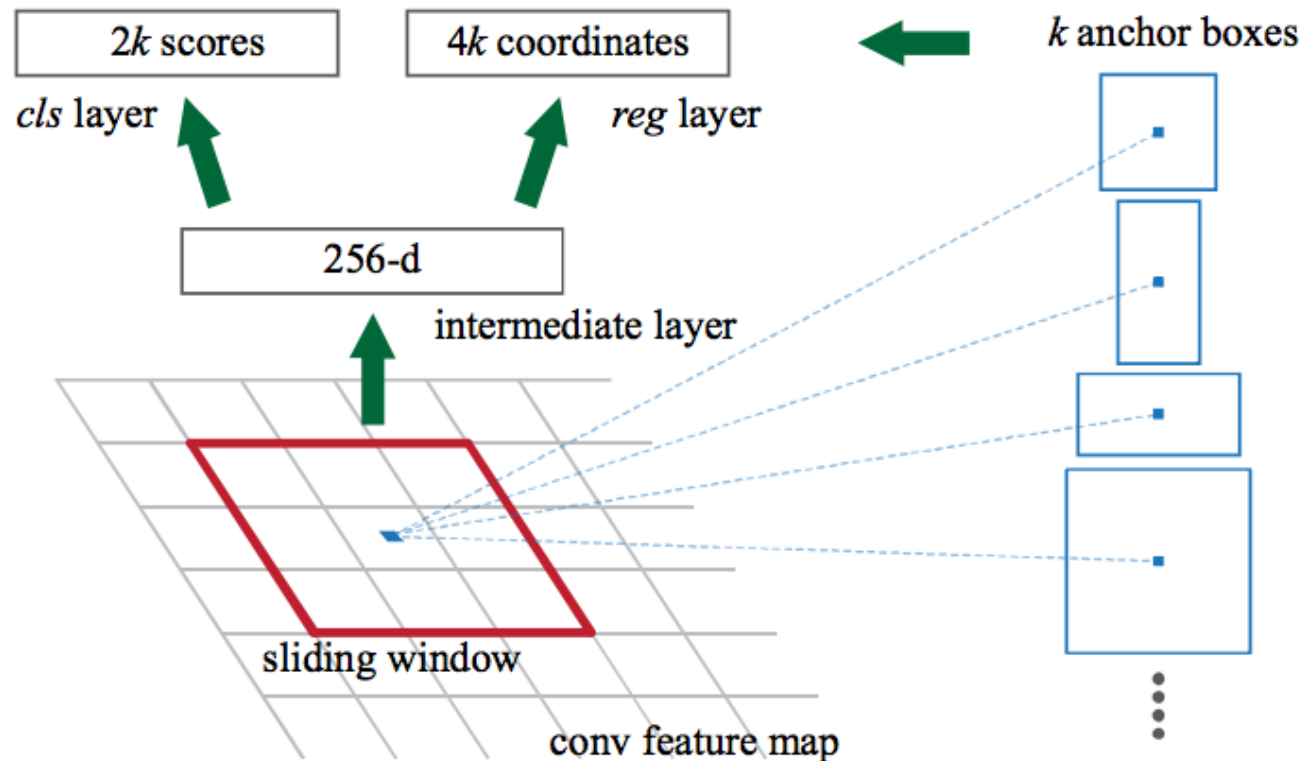 2k scores
4k coordinates
k anchor boxes
cls layer
reg layer
256-d
intermediate layer
sliding window
conv feature map